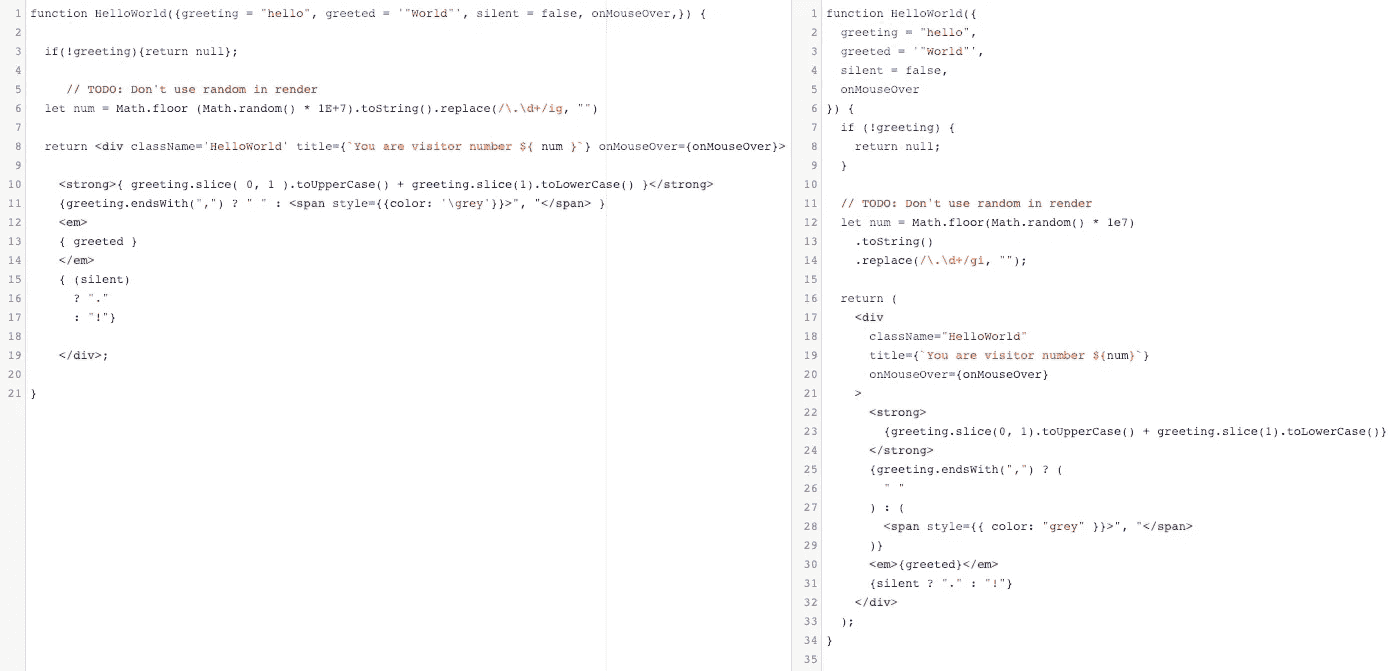 1 function HelloWorld({greeting = "hello", greeted = '"World"', silent = false, onMouseOver,}) {
2
3   if(!greeting){return null};
4
5      // TODO: Don't use random in render
6   let num = Math.floor (Math.random() * 1E+7).toString().replace(/\.\d+/ig, "")
7
8   return <div className='HelloWorld' title={`You are visitor number ${ num }`} onMouseOver={onMouseOver}>
9
10     <strong>{ greeting.slice( 0, 1 ).toUpperCase() + greeting.slice(1).toLowerCase() }</strong>
11     {greeting.endsWith(",") ? " " : <span style={{color: '\grey'}}>", "</span> }
12     <em>
13     { greeted }
14     </em>
15     { (silent)
16       ? "."
17       : "!"}
18
19     </div>;
20
21 }
1 function HelloWorld({
2   greeting = "hello",
3   greeted = '"World"',
4   silent = false,
5   onMouseOver
6 }) {
7   if (!greeting) {
8     return null;
9   }
10
11   // TODO: Don't use random in render
12   let num = Math.floor(Math.random() * 1e7)
13     .toString()
14     .replace(/\.\d+/gi, "");
15
16   return (
17     <div
18       className="HelloWorld"
19       title={`You are visitor number ${num}`}
20       onMouseOver={onMouseOver}
21     >
22       <strong>
23         {greeting.slice(0, 1).toUpperCase() + greeting.slice(1).toLowerCase()}
24       </strong>
25       {greeting.endsWith(",") ? (
26         " "
27       ) : (
28         <span style={{ color: "grey" }}>", "</span>
29       )}
30       <em>{greeted}</em>
31       {silent ? "." : "!"}
32     </div>
33   );
34 }
35